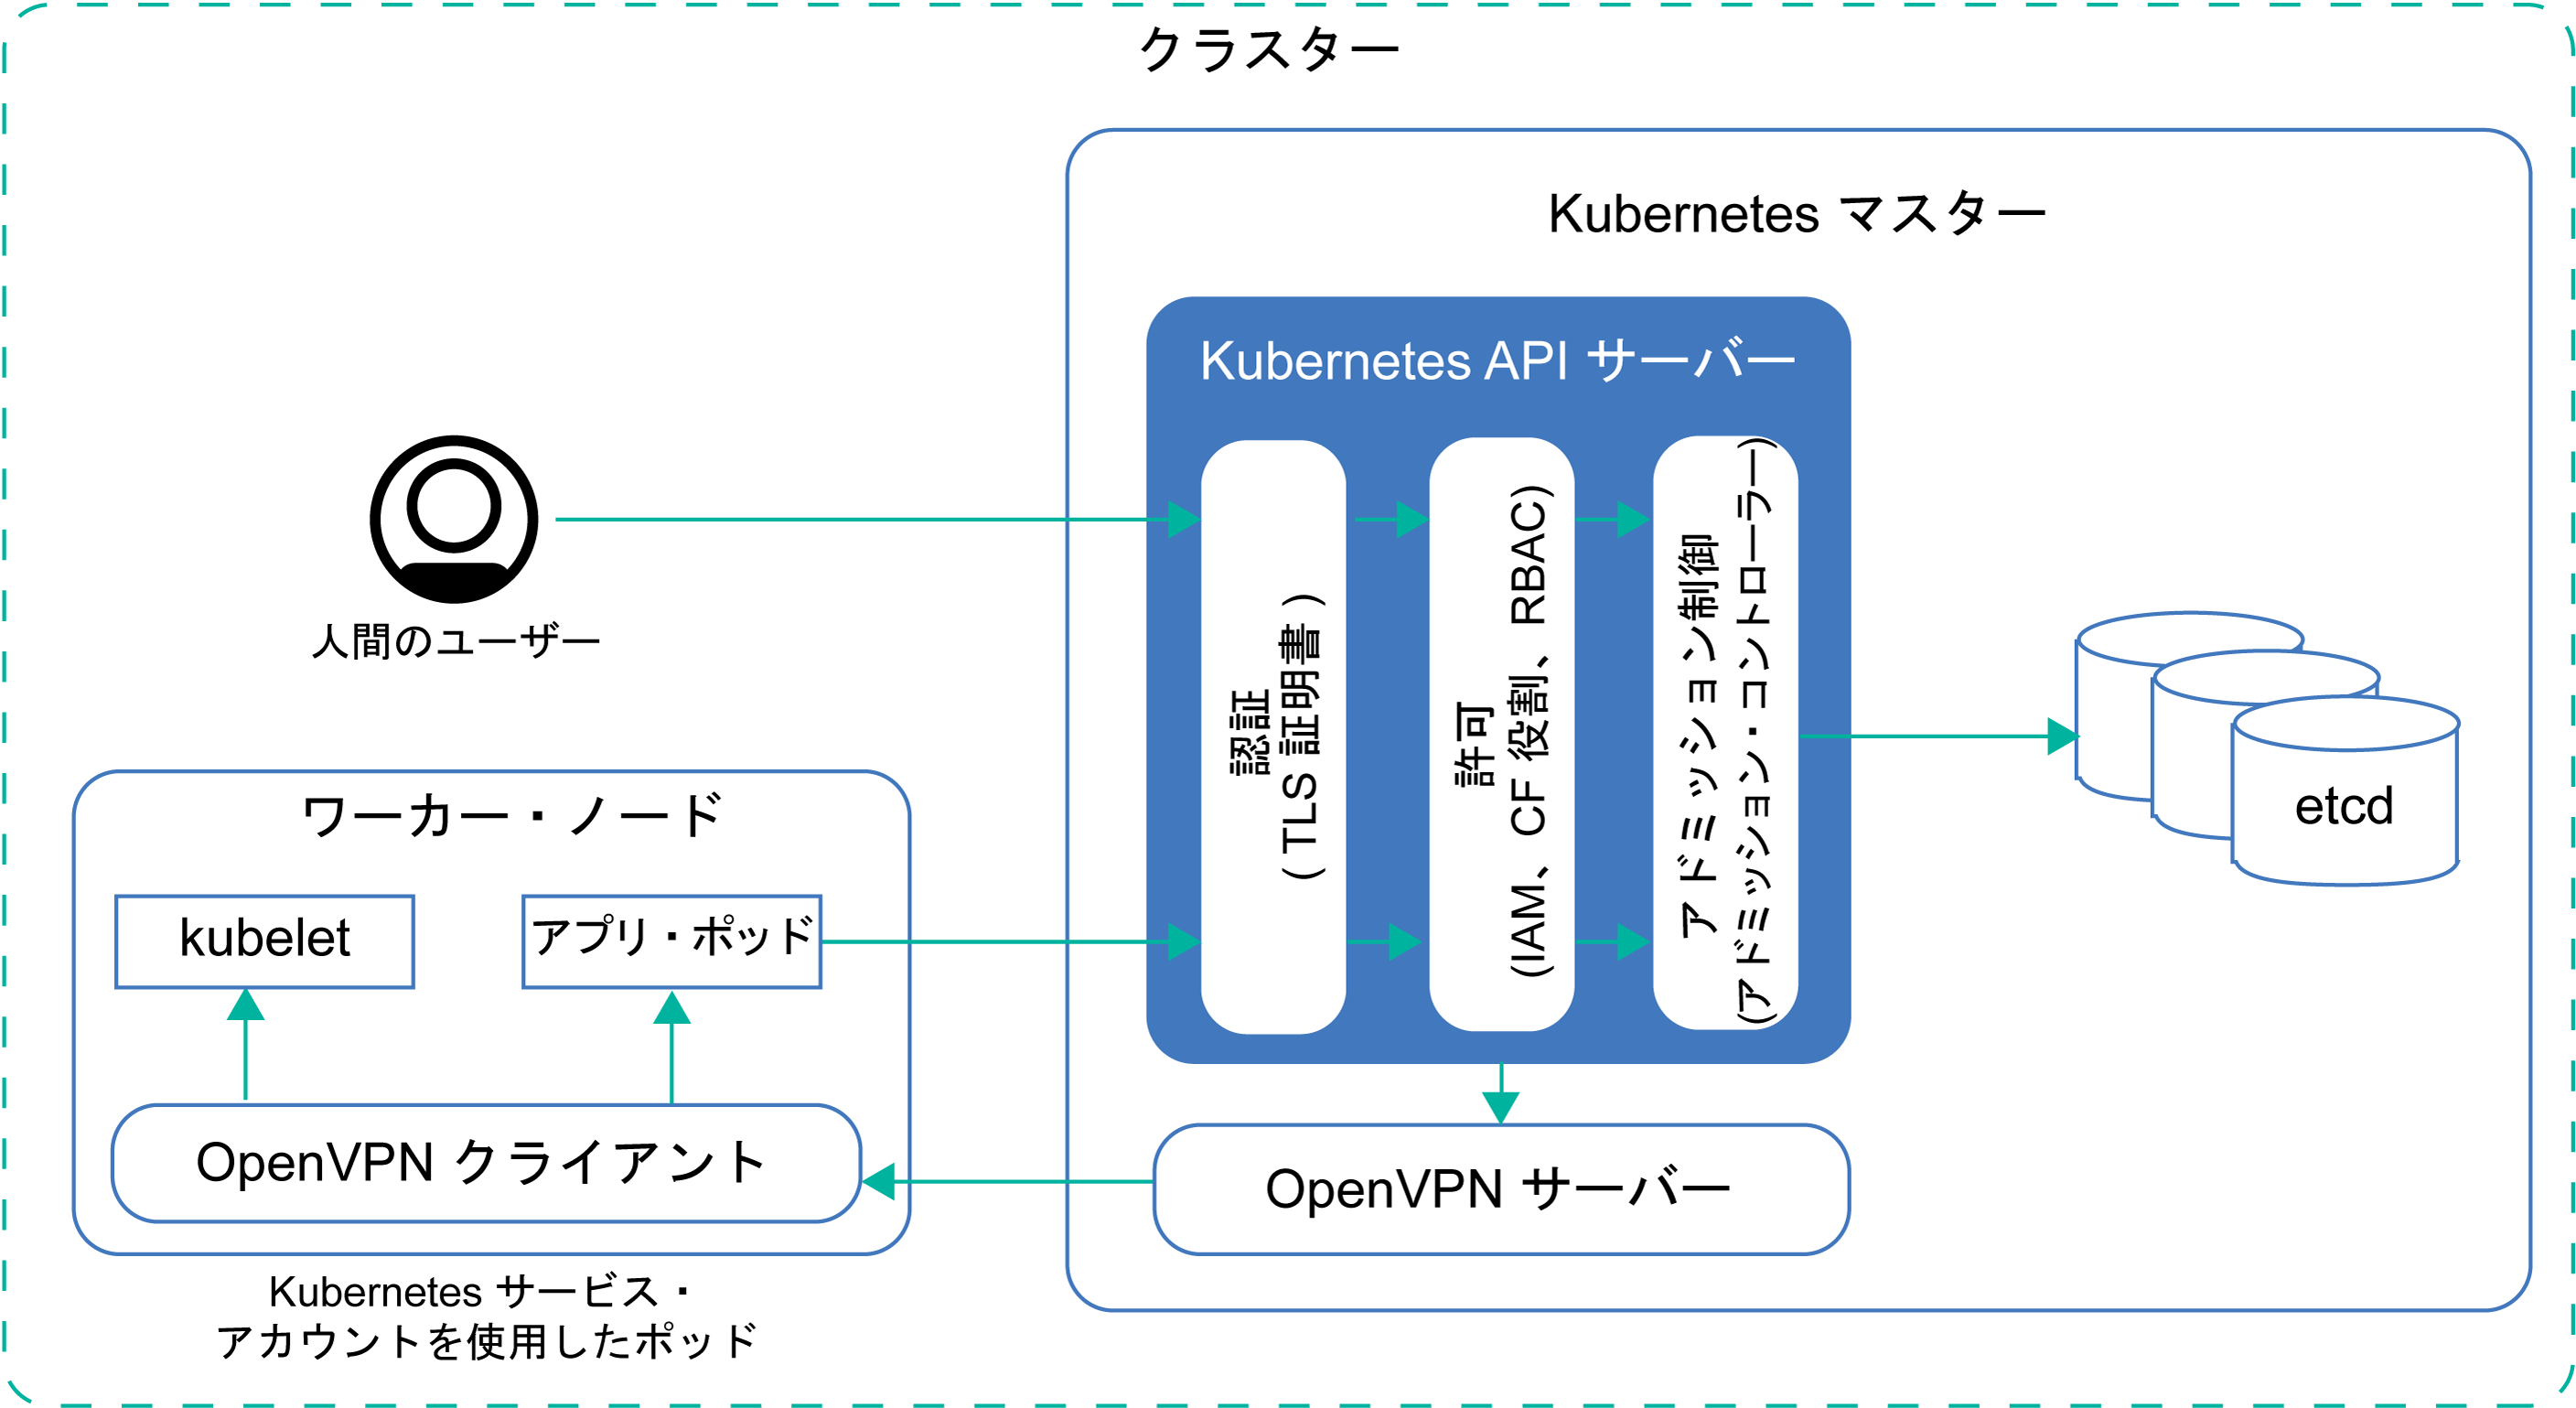 クラスター
Kubernetes マスター
Kubernetes API サーバー
人間のユーザー
認証
( TLS 証明書 )
許可
(IAM、CF 役割、RBAC)
アドミッション制御
(アドミッション・コントローラー)
etcd
ワーカー・ノード
kubelet
アプリ・ポッド
OpenVPN クライアント
OpenVPN サーバー
Kubernetes サービス・
アカウントを使用したポッド